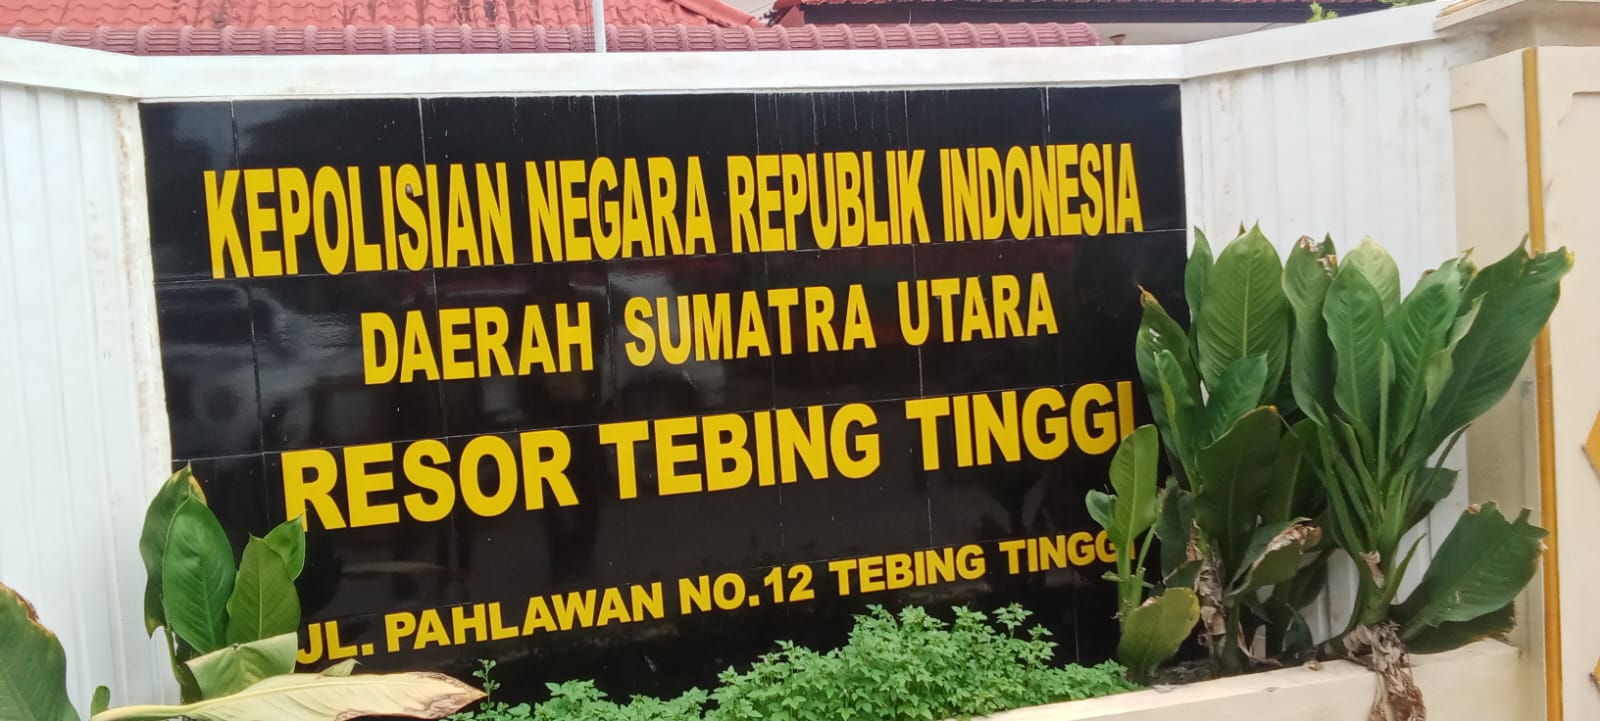 KEPOLISIAN NEGARA REPUBLIK INDONESIA
DAERAH SUMATRA UTARA
RESOR TEBING TINGGI
JL. PAHLAWAN NO.12 TEBING TINGGI